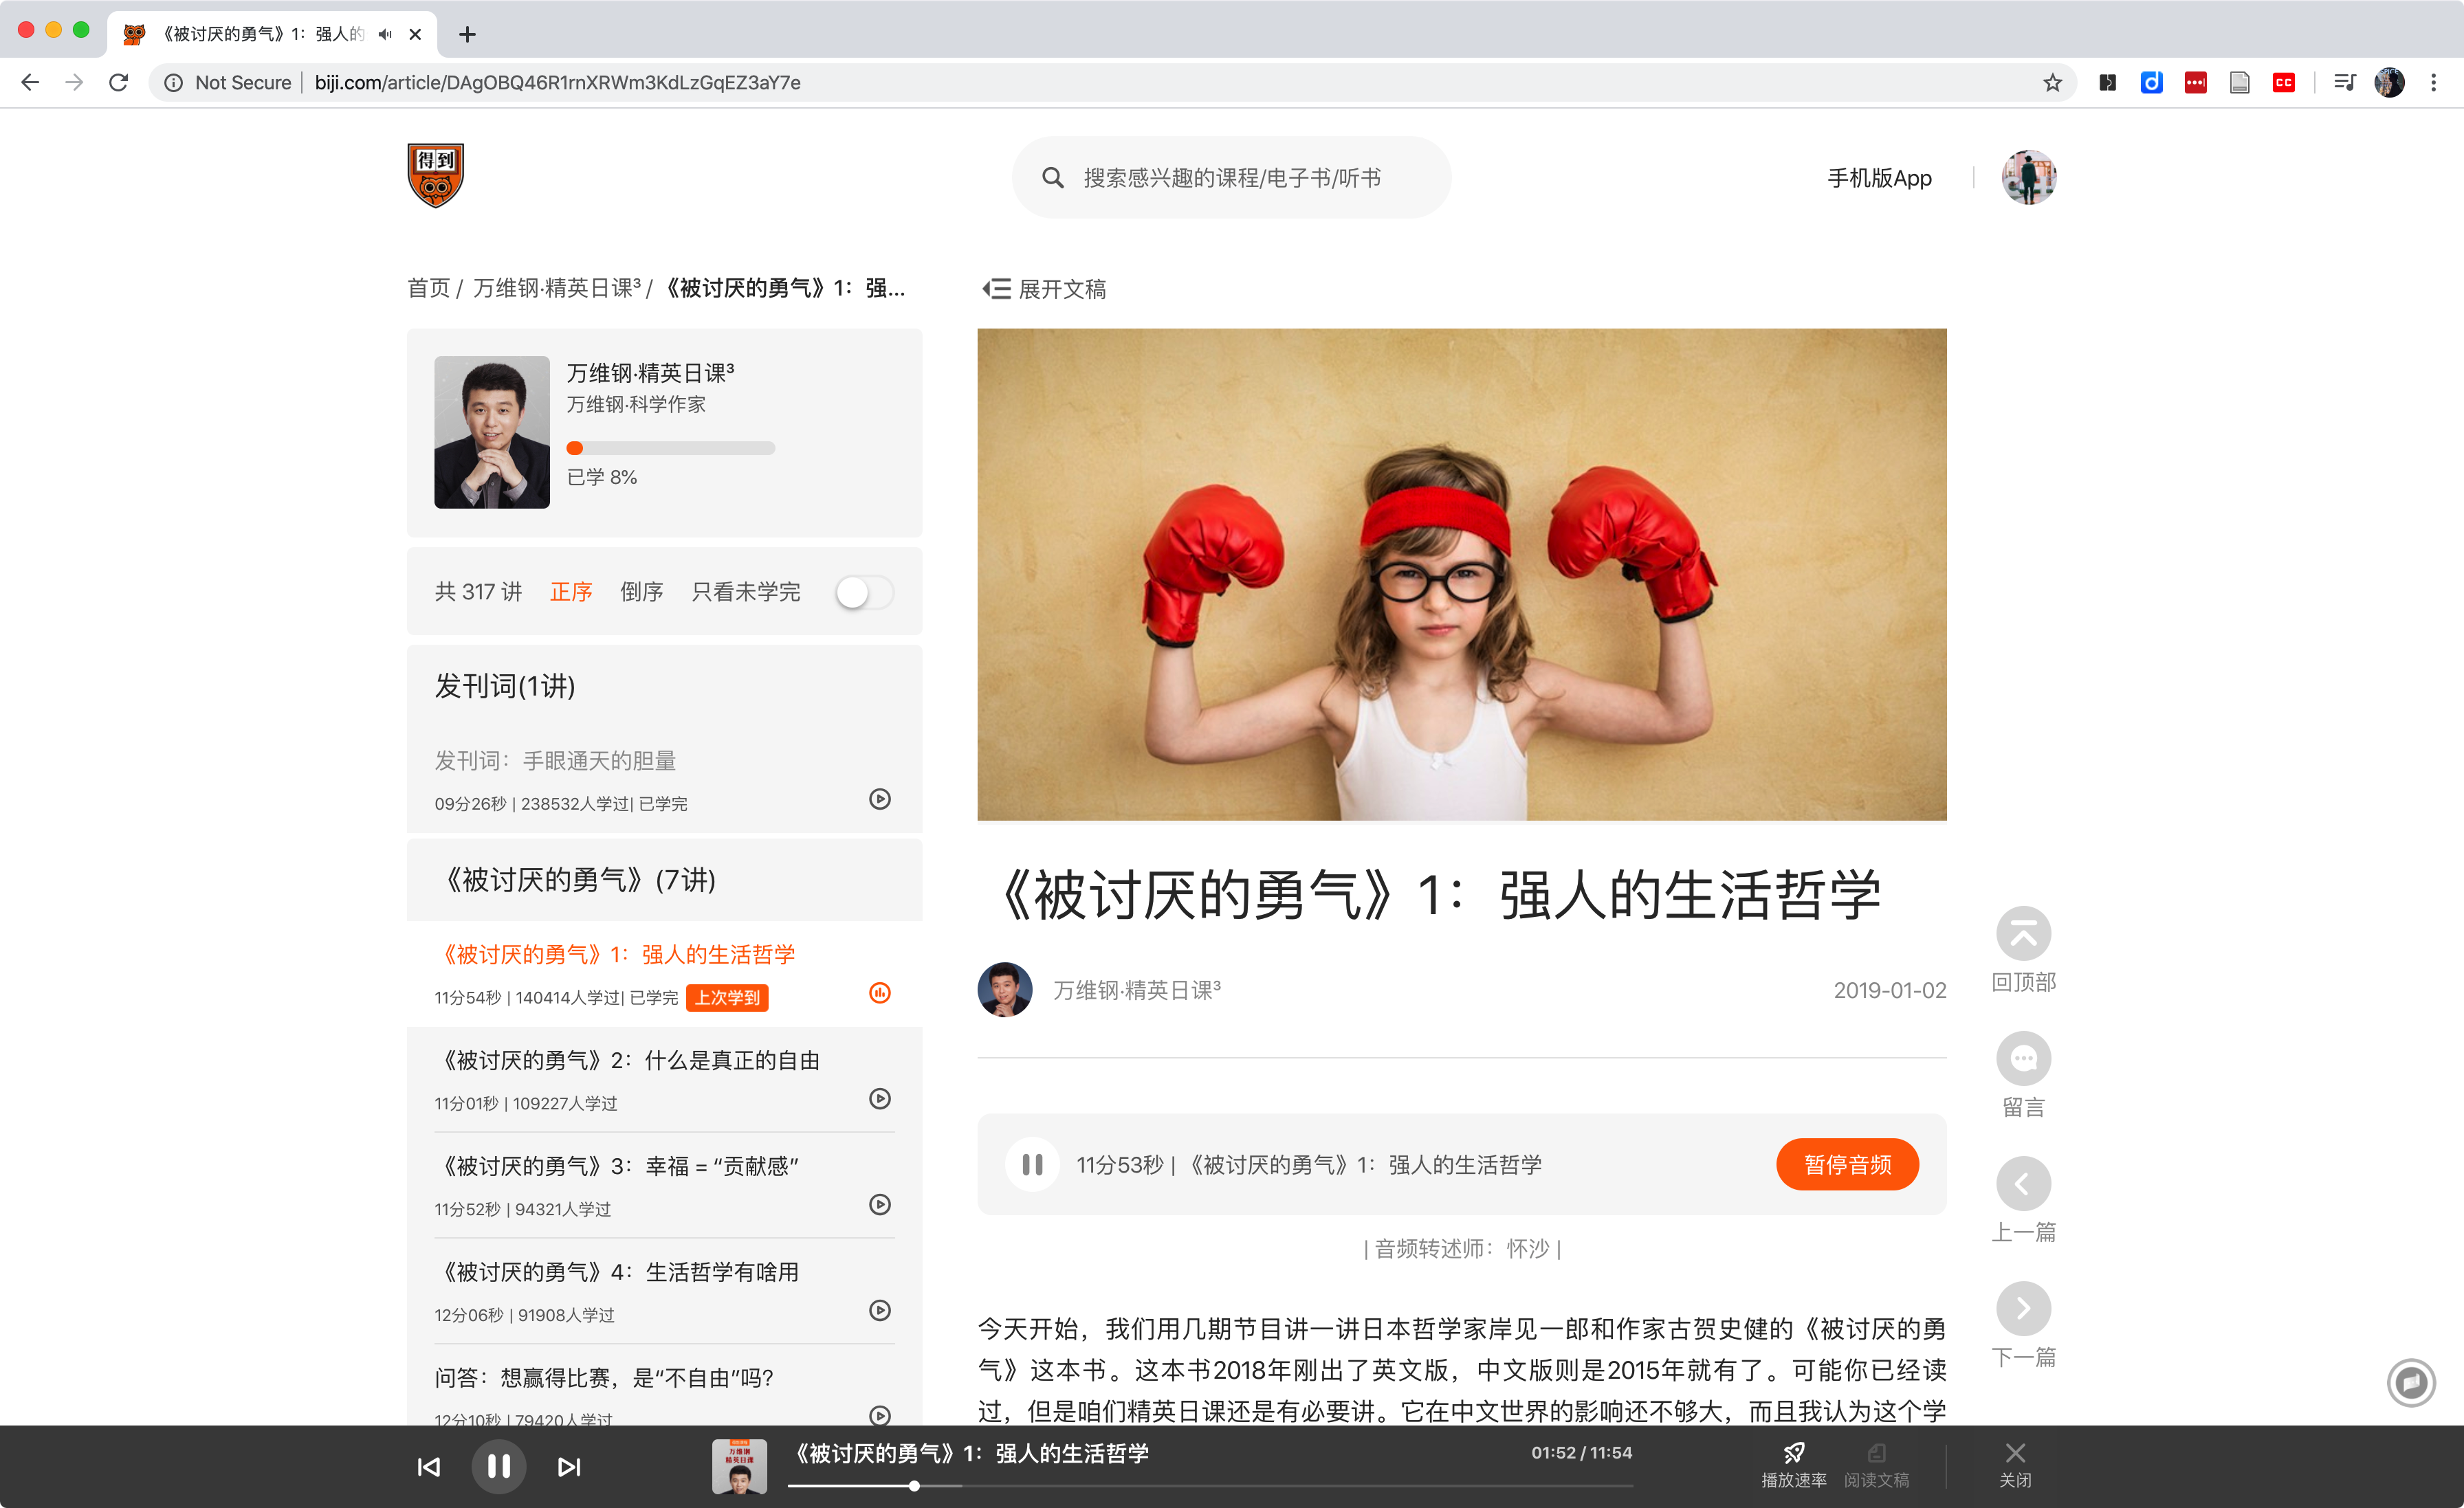 《被讨厌的勇气》1：强人的
Not Secure
biji.com/article/DAgOBQ46R1rnXRWm3KdLzGqEZ3aY7e
CC
得到
搜索感兴趣的课程/电子书/听书
手机版App
首页 / 万维钢·精英日课³ / 《被讨厌的勇气》1：强...
展开文稿
万维钢·精英日课³
万维钢·科学作家
已学 8%
共 317 讲 正序 倒序 只看未学完
发刊词(1讲)
发刊词：手眼通天的胆量
09分26秒 | 238532人学过| 已学完
《被讨厌的勇气》(7讲)
《被讨厌的勇气》1：强人的生活哲学
11分54秒 | 140414人学过| 已学完 上次学到
《被讨厌的勇气》2：什么是真正的自由
11分01秒 | 109227人学过
《被讨厌的勇气》3：幸福 = “贡献感”
11分52秒 | 94321人学过
《被讨厌的勇气》4：生活哲学有啥用
12分06秒 | 91908人学过
问答：想赢得比赛，是“不自由”吗？
12分10秒 | 79420人学过
《被讨厌的勇气》1：强人的生活哲学
万维钢·精英日课³
2019-01-02
11分53秒 | 《被讨厌的勇气》1：强人的生活哲学
暂停音频
| 音频转述师：怀沙 |
今天开始，我们用几期节目讲一讲日本哲学家岸见一郎和作家古贺史健的《被讨厌的勇
气》这本书。这本书2018年刚出了英文版，中文版则是2015年就有了。可能你已经读
过，但是咱们精英日课还是有必要讲。它在中文世界的影响还不够大，而且我认为这个学
回顶部
留言
上一篇
下一篇
万维钢
精英日课
《被讨厌的勇气》1：强人的生活哲学
01:52 / 11:54
播放速率
阅读文稿
关闭